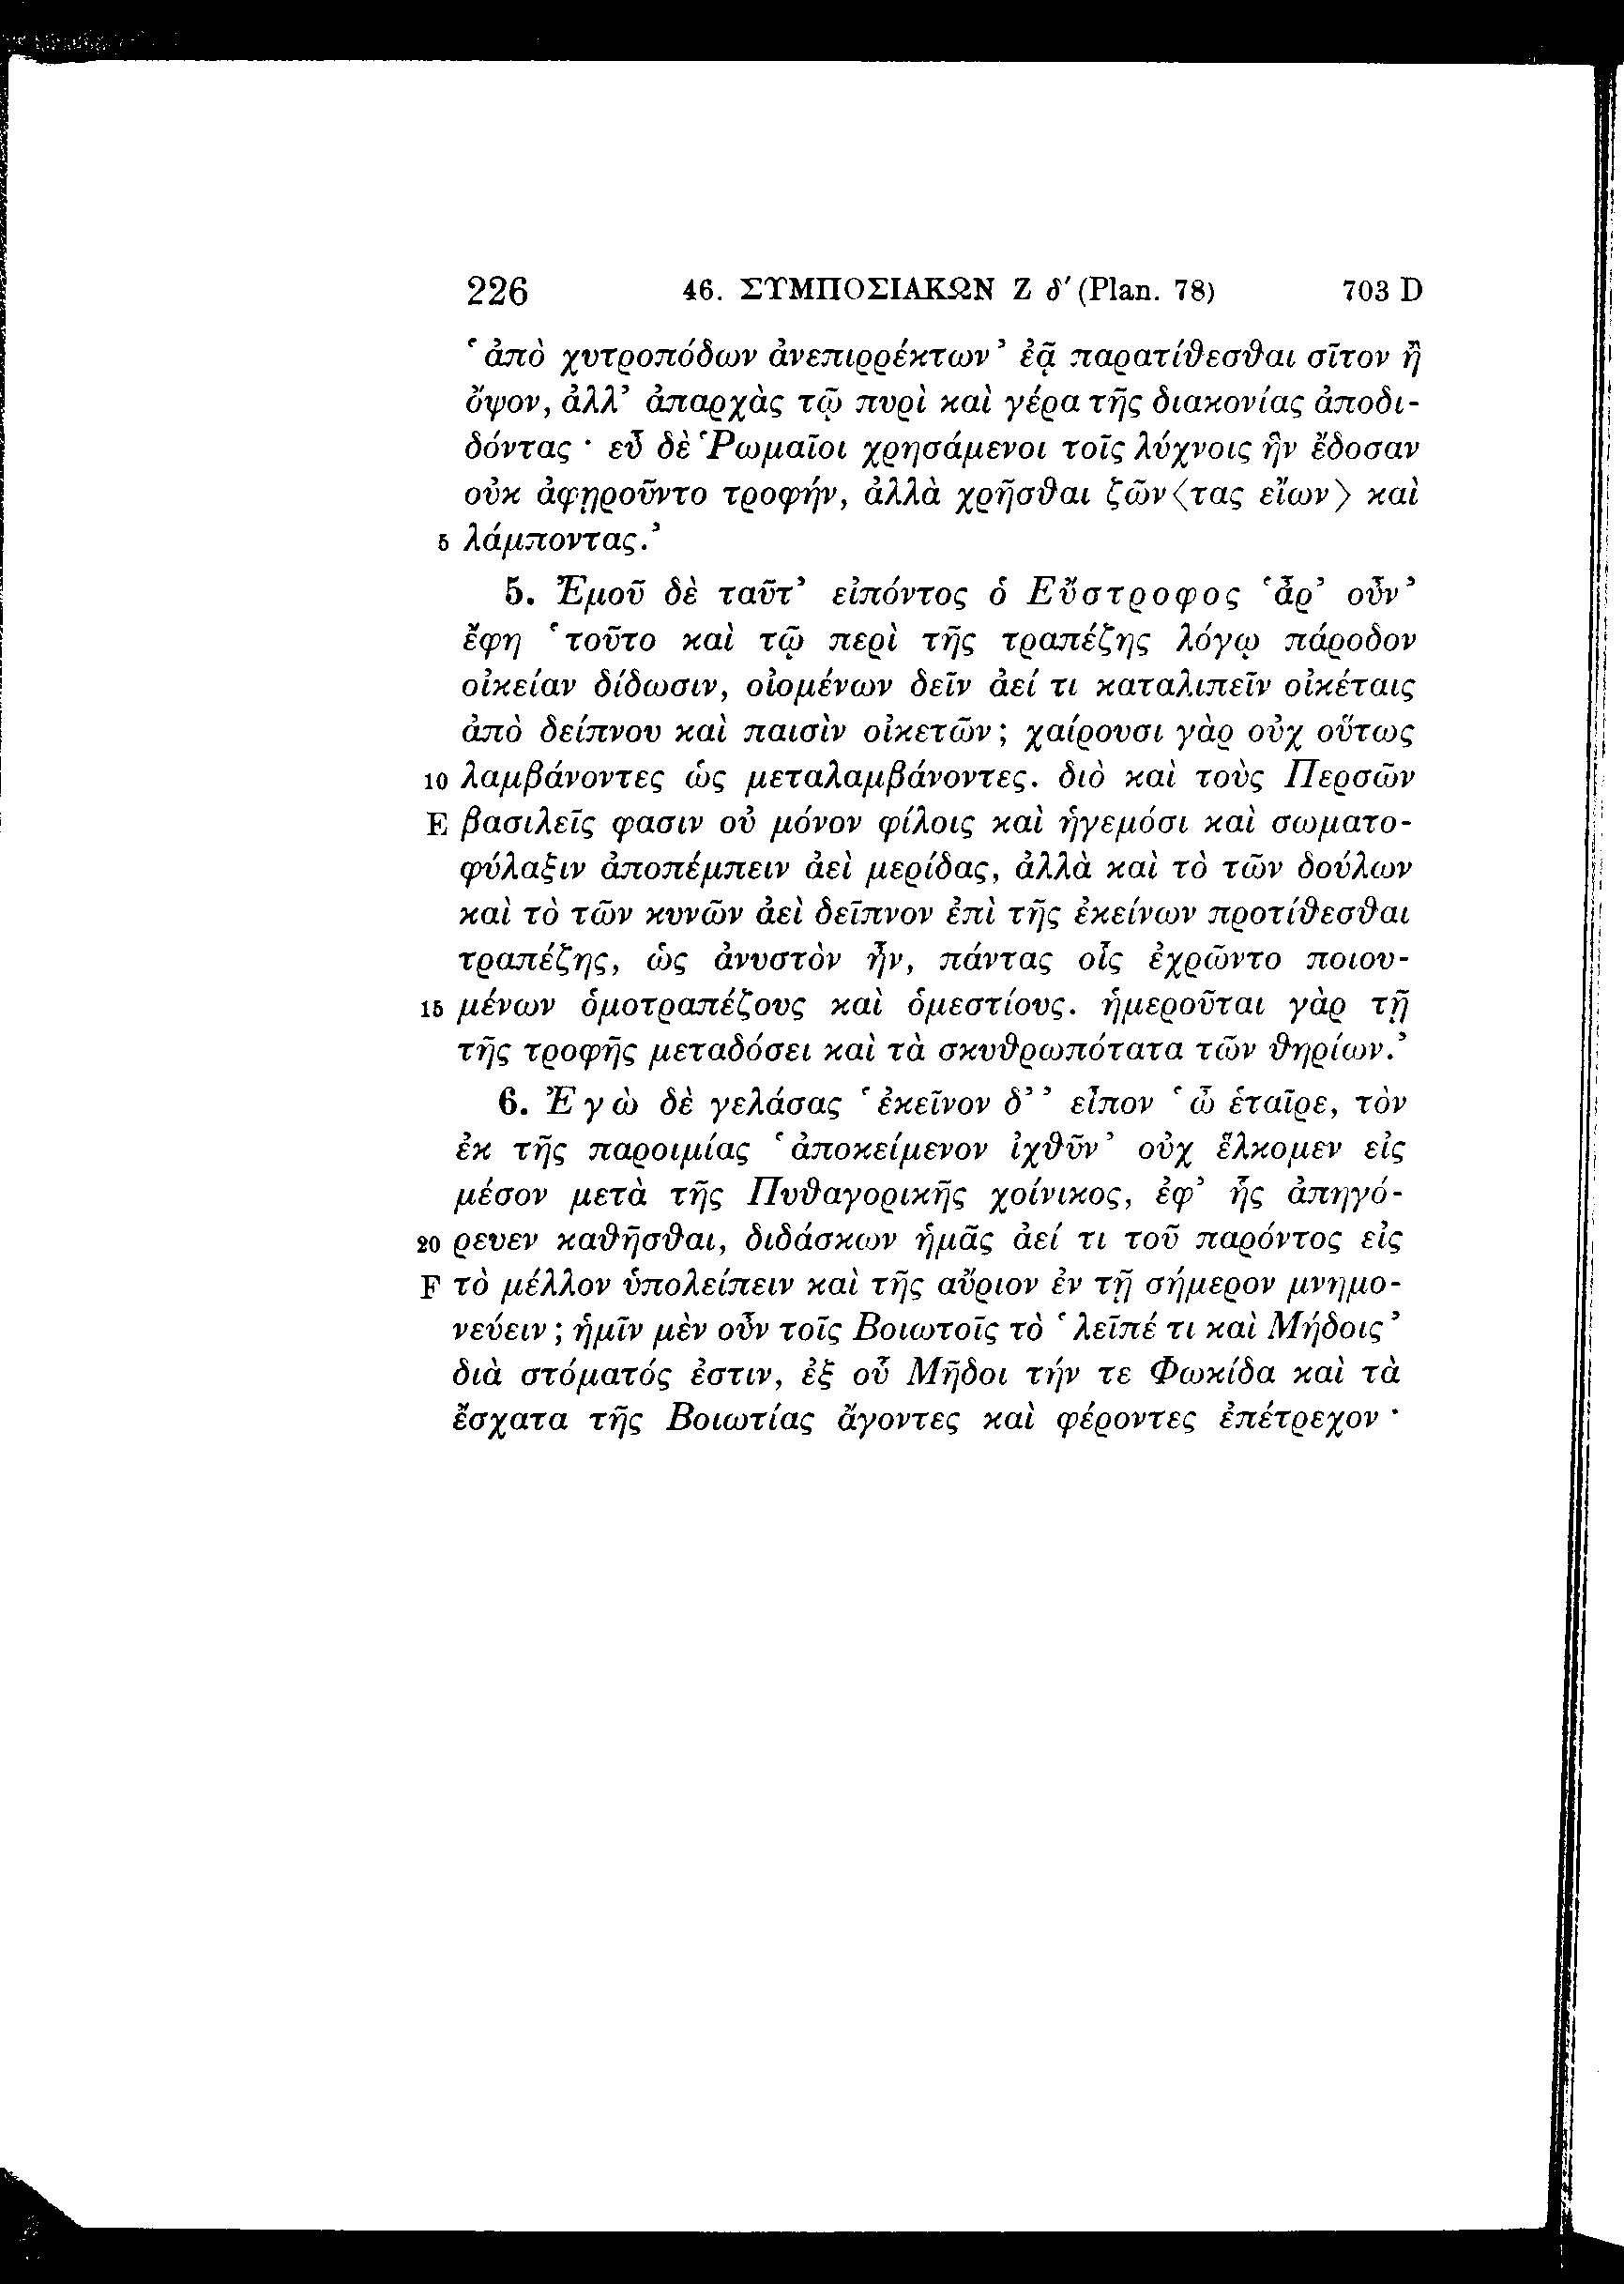 226 46. ΣΥΜΠΟΣΙΑΚΩΝ Ζ δ′ (Plan. 78) 703 D
‘ἀπὸ χυτροπόδων ἀνεπιρρέκτων’ ἐᾷ παρατίθεσθαι σῖτον ἢ
ὄψον, ἀλλ’ ἀπαρχὰς τῷ πυρὶ καὶ γέρα τῆς διακονίας ἀποδι-
δόντας · εὖ δὲ Ῥωμαῖοι χρησάμενοι τοῖς λύχνοις ἣν ἔδοσαν
οὐκ ἀφῃροῦντο τροφήν, ἀλλὰ χρῆσθαι ζῶν⟨τας εἴων⟩ καὶ
5 λάμποντας.’
5. Ἐμοῦ δὲ ταῦτ’ εἰπόντος ὁ Εὔστροφος ‘ἆρ’ οὖν’
ἔφη ‘τοῦτο καὶ τῷ περὶ τῆς τραπέζης λόγῳ πάροδον
οἰκείαν δίδωσιν, οἰομένων δεῖν ἀεί τι καταλιπεῖν οἰκέταις
ἀπὸ δείπνου καὶ παισὶν οἰκετῶν; χαίρουσι γὰρ οὐχ οὕτως
10 λαμβάνοντες ὡς μεταλαμβάνοντες. διὸ καὶ τοὺς Περσῶν
E βασιλεῖς φασιν οὐ μόνον φίλοις καὶ ἡγεμόσι καὶ σωματο-
φύλαξιν ἀποπέμπειν ἀεὶ μερίδας, ἀλλὰ καὶ τὸ τῶν δούλων
καὶ τὸ τῶν κυνῶν ἀεὶ δεῖπνον ἐπὶ τῆς ἐκείνων προτίθεσθαι
τραπέζης, ὡς ἀνυστὸν ἦν, πάντας οἷς ἐχρῶντο ποιου-
15 μένων ὁμοτραπέζους καὶ ὁμεστίους. ἡμεροῦται γὰρ τῇ
τῆς τροφῆς μεταδόσει καὶ τὰ σκυθρωπότατα τῶν θηρίων.’
6. Ἐγὼ δὲ γελάσας ‘ἐκεῖνον δ’’ εἶπον ‘ὦ ἑταῖρε, τὸν
ἐκ τῆς παροιμίας ‘ἀποκείμενον ἰχθῦν’ οὐχ ἕλκομεν εἰς
μέσον μετὰ τῆς Πυθαγορικῆς χοίνικος, ἐφ’ ἧς ἀπηγό-
20 ρευεν καθῆσθαι, διδάσκων ἡμᾶς ἀεί τι τοῦ παρόντος εἰς
F τὸ μέλλον ὑπολείπειν καὶ τῆς αὔριον ἐν τῇ σήμερον μνημο-
νεύειν; ἡμῖν μὲν οὖν τοῖς Βοιωτοῖς τὸ ‘λεῖπέ τι καὶ Μήδοις’
διὰ στόματός ἐστιν, ἐξ οὗ Μῆδοι τήν τε Φωκίδα καὶ τὰ
ἔσχατα τῆς Βοιωτίας ἄγοντες καὶ φέροντες ἐπέτρεχον ·